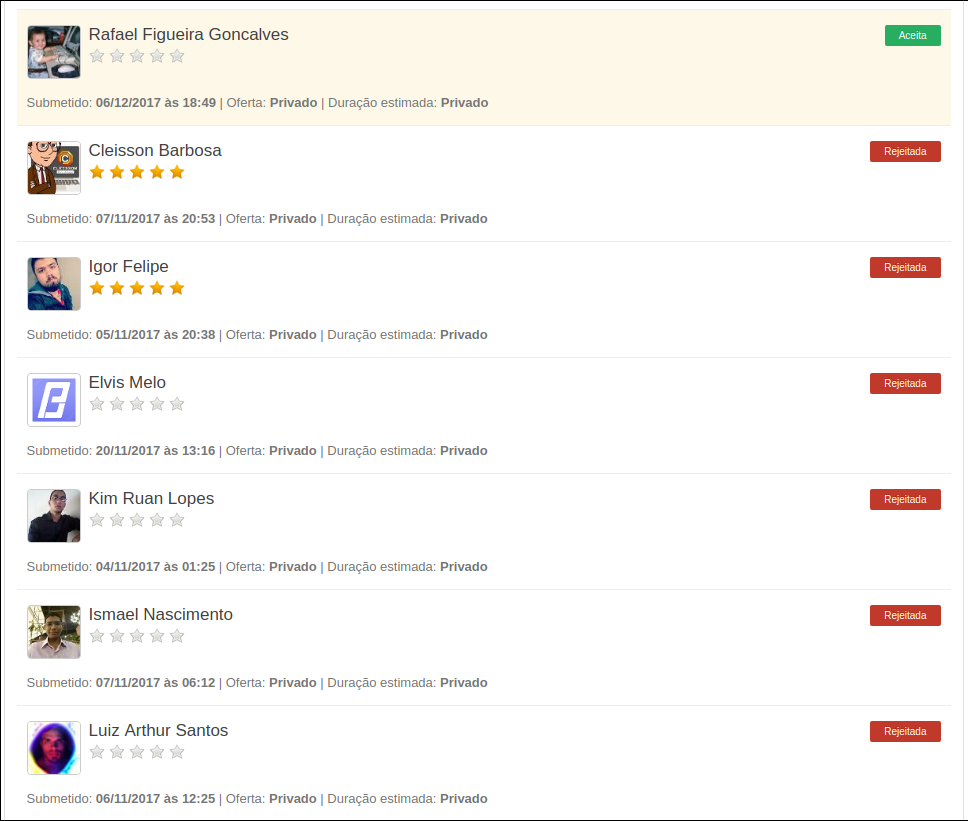 Rafael Figueira Goncalves
Aceita
Submetido: 06/12/2017 às 18:49 | Oferta: Privado | Duração estimada: Privado
Cleisson Barbosa
Rejeitada
Submetido: 07/11/2017 às 20:53 | Oferta: Privado | Duração estimada: Privado
Igor Felipe
Rejeitada
Submetido: 05/11/2017 às 20:38 | Oferta: Privado | Duração estimada: Privado
Elvis Melo
Rejeitada
Submetido: 20/11/2017 às 13:16 | Oferta: Privado | Duração estimada: Privado
Kim Ruan Lopes
Rejeitada
Submetido: 04/11/2017 às 01:25 | Oferta: Privado | Duração estimada: Privado
Ismael Nascimento
Rejeitada
Submetido: 07/11/2017 às 06:12 | Oferta: Privado | Duração estimada: Privado
Luiz Arthur Santos
Rejeitada
Submetido: 06/11/2017 às 12:25 | Oferta: Privado | Duração estimada: Privado